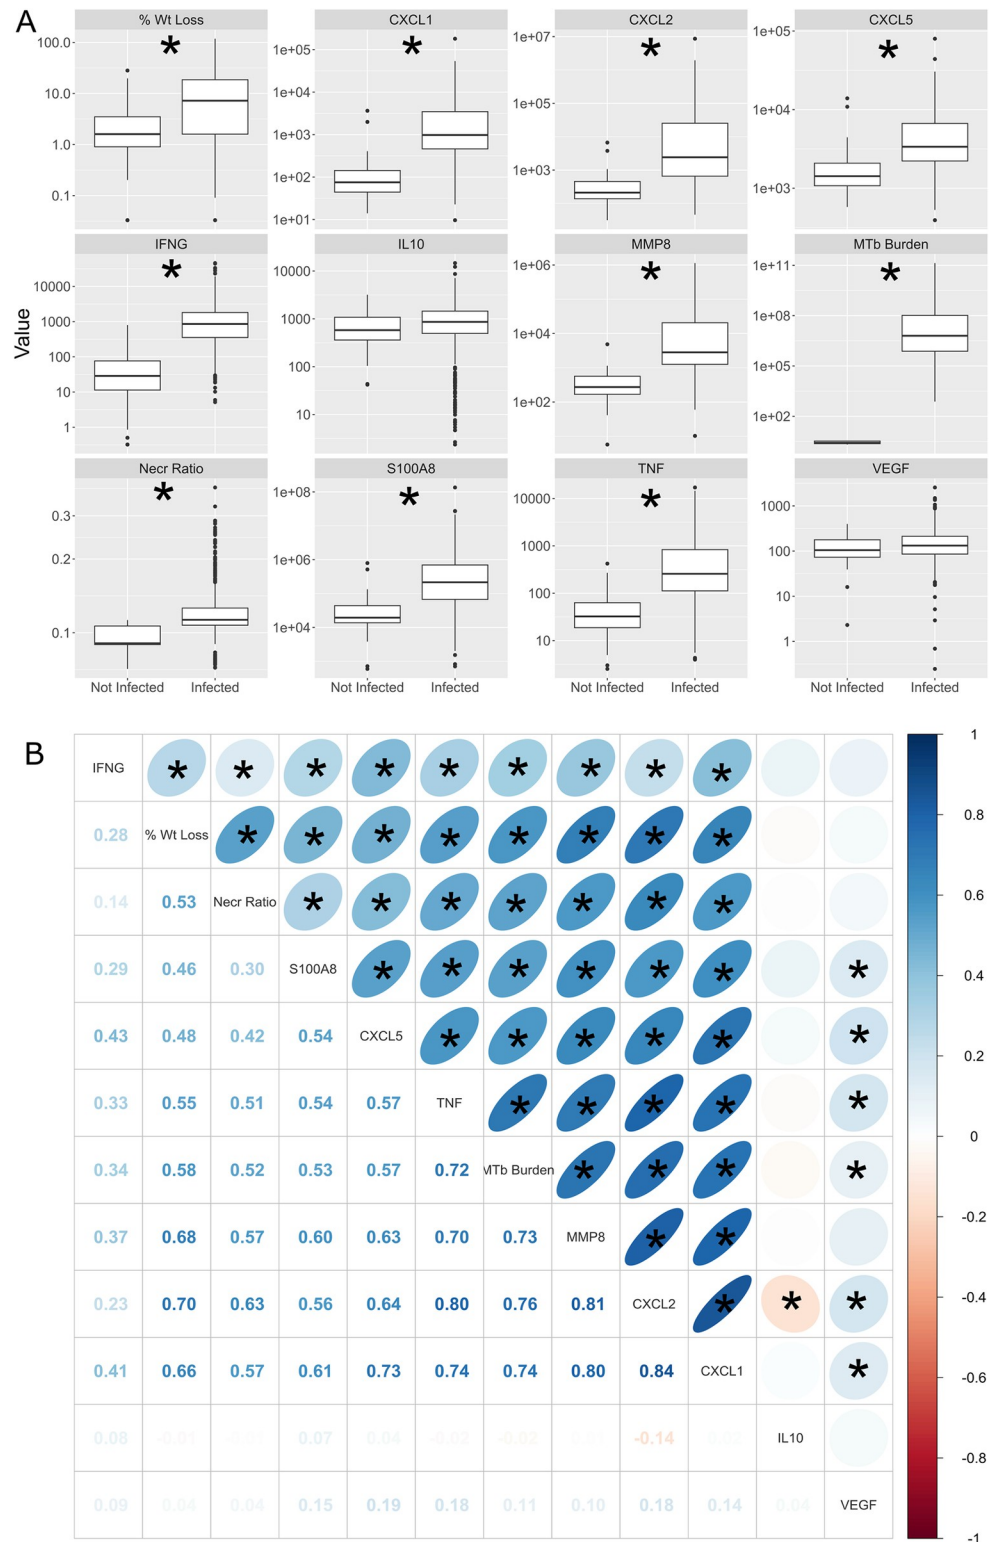 A
% Wt Loss
CXCL1
CXCL2
CXCL5
*
*
*
*
100.0
10.0
1.0
0.1
1e+05
1e+04
1e+03
1e+02
1e+01
1e+07
1e+05
1e+03
1e+05
1e+04
1e+03
Value
IFNG
IL10
MMP8
MTb Burden
*
*
*
10000
1000
100
10
1
10000
1000
100
10
1e+06
1e+04
1e+02
1e+11
1e+08
1e+05
1e+02
Necr Ratio
S100A8
TNF
VEGF
*
*
*
0.3
0.2
0.1
1e+08
1e+06
1e+04
10000
1000
100
10
1000
100
10
1
Not Infected Infected
Not Infected Infected
Not Infected Infected
Not Infected Infected
B
IFNG * * * * * * * * *
0.28 % Wt Loss * * * * * * * *
0.14 0.53 Necr Ratio * * * * * * *
0.29 0.46 0.30 S100A8 * * * * * * *
0.43 0.48 0.42 0.54 CXCL5 * * * * * *
0.33 0.55 0.51 0.54 0.57 TNF * * * * *
0.34 0.58 0.52 0.53 0.57 0.72 MTb Burden * * * *
0.37 0.68 0.57 0.60 0.63 0.70 0.73 MMP8 * *
0.23 0.70 0.63 0.56 0.64 0.80 0.76 0.81 CXCL2 * * *
0.41 0.66 0.57 0.61 0.73 0.74 0.74 0.80 0.84 CXCL1 *
0.08 -0.01 0.07 0.04 -0.02 -0.02 -0.14 0.02 IL10
0.09 0.04 0.04 0.15 0.19 0.18 0.11 0.10 0.18 0.14 0.04 VEGF
1
0.8
0.6
0.4
0.2
0
-0.2
-0.4
-0.6
-0.8
-1